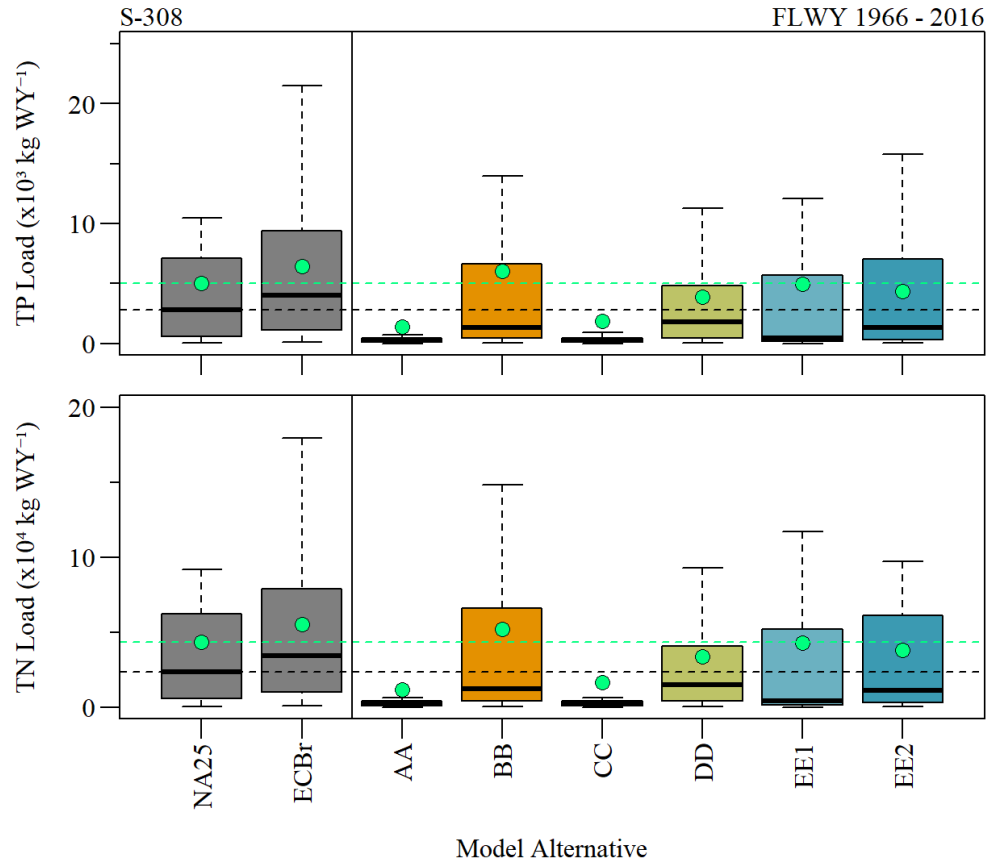 S-308 FLWY 1966 - 2016
TP Load (x10³ kg WY⁻¹)
20
10
0
TN Load (x10⁴ kg WY⁻¹)
20
10
0
NA25 ECBr AA BB CC DD EE1 EE2
Model Alternative